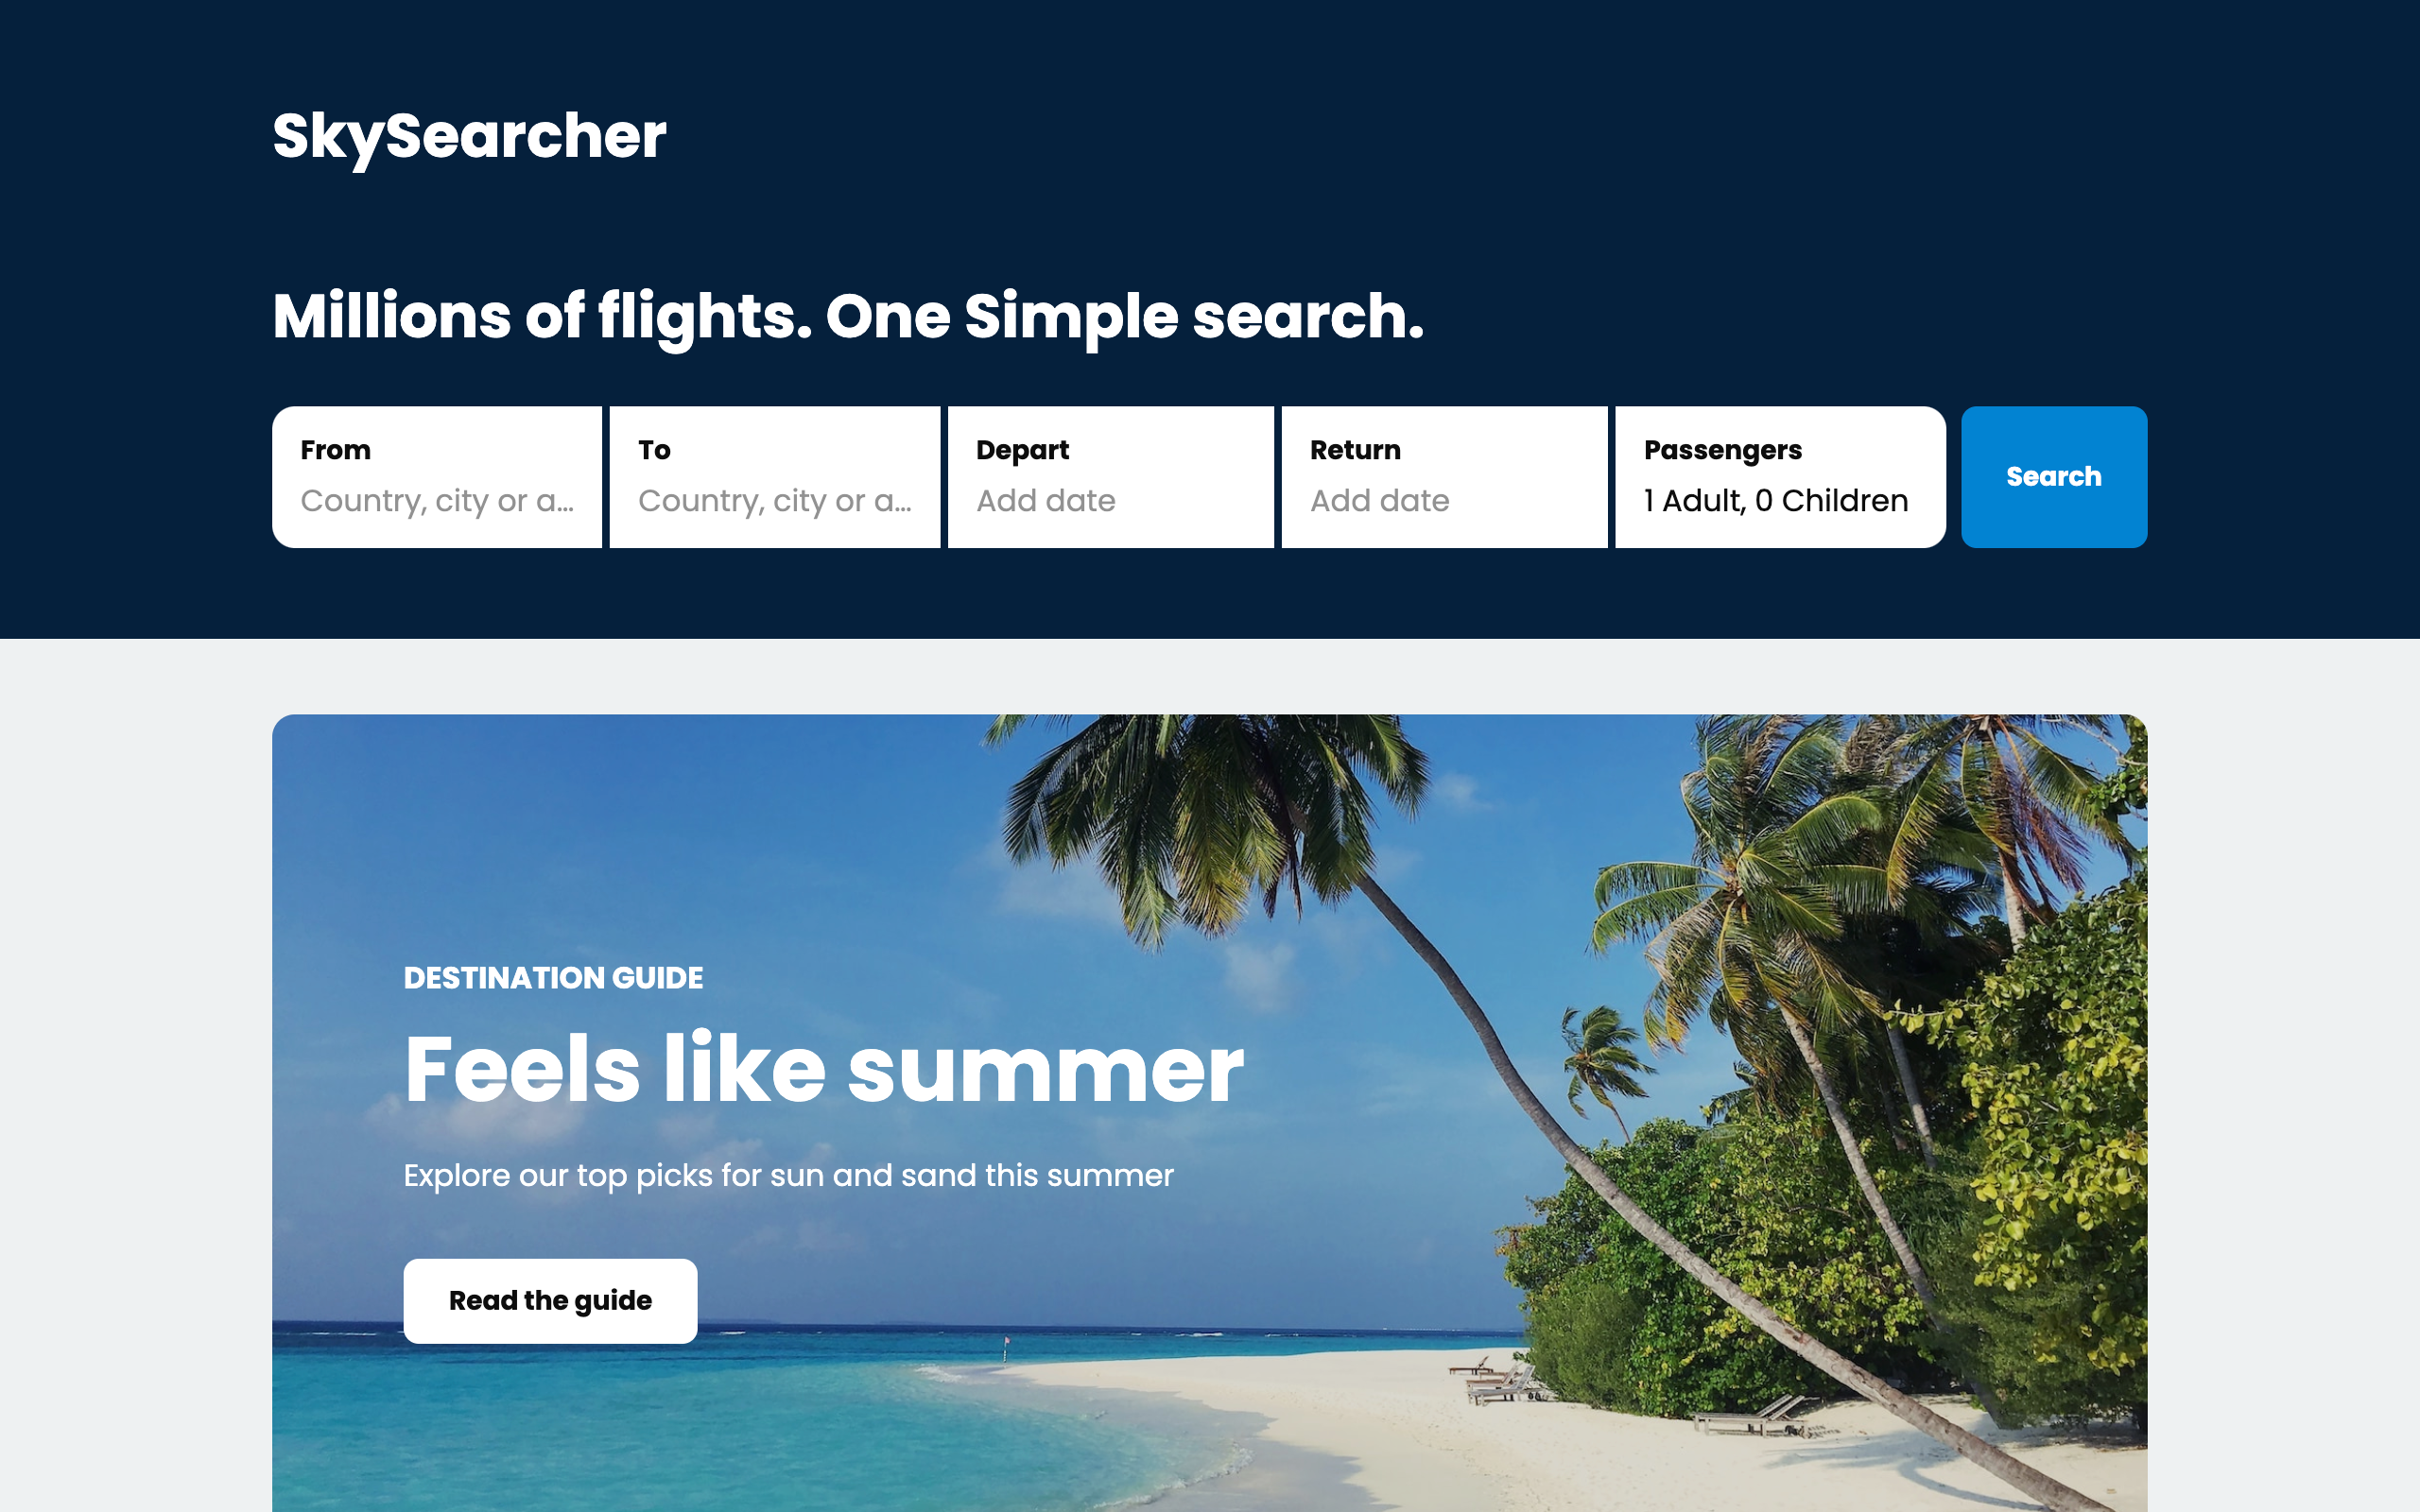 SkySearcher
Millions of flights. One Simple search.
From
Country, city or a...
To
Country, city or a...
Depart
Add date
Return
Add date
Passengers
1 Adult, 0 Children
Search
DESTINATION GUIDE
Feels like summer
Explore our top picks for sun and sand this summer
Read the guide